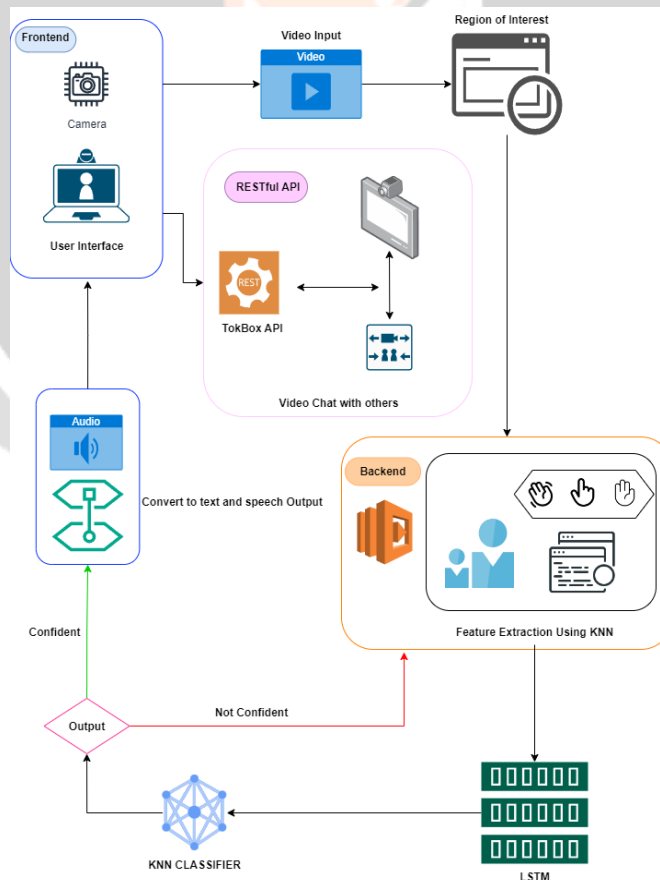 Frontend
Camera
User Interface
Video Input
Video
Region of Interest
RESTful API
REST
TokBox API
Video Chat with others
Audio
Convert to text and speech Output
Backend
Feature Extraction Using KNN
Confident
Not Confident
Output
KNN CLASSIFIER
LSTM